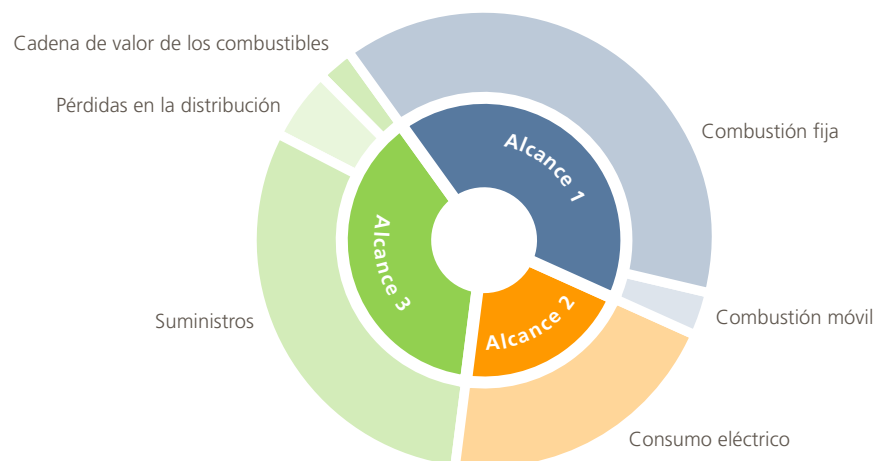 Cadena de valor de los combustibles
Pérdidas en la distribución
Combustión fija
Alcance 1
Alcance 3
Alcance 2
Suministros
Combustión móvil
Consumo eléctrico